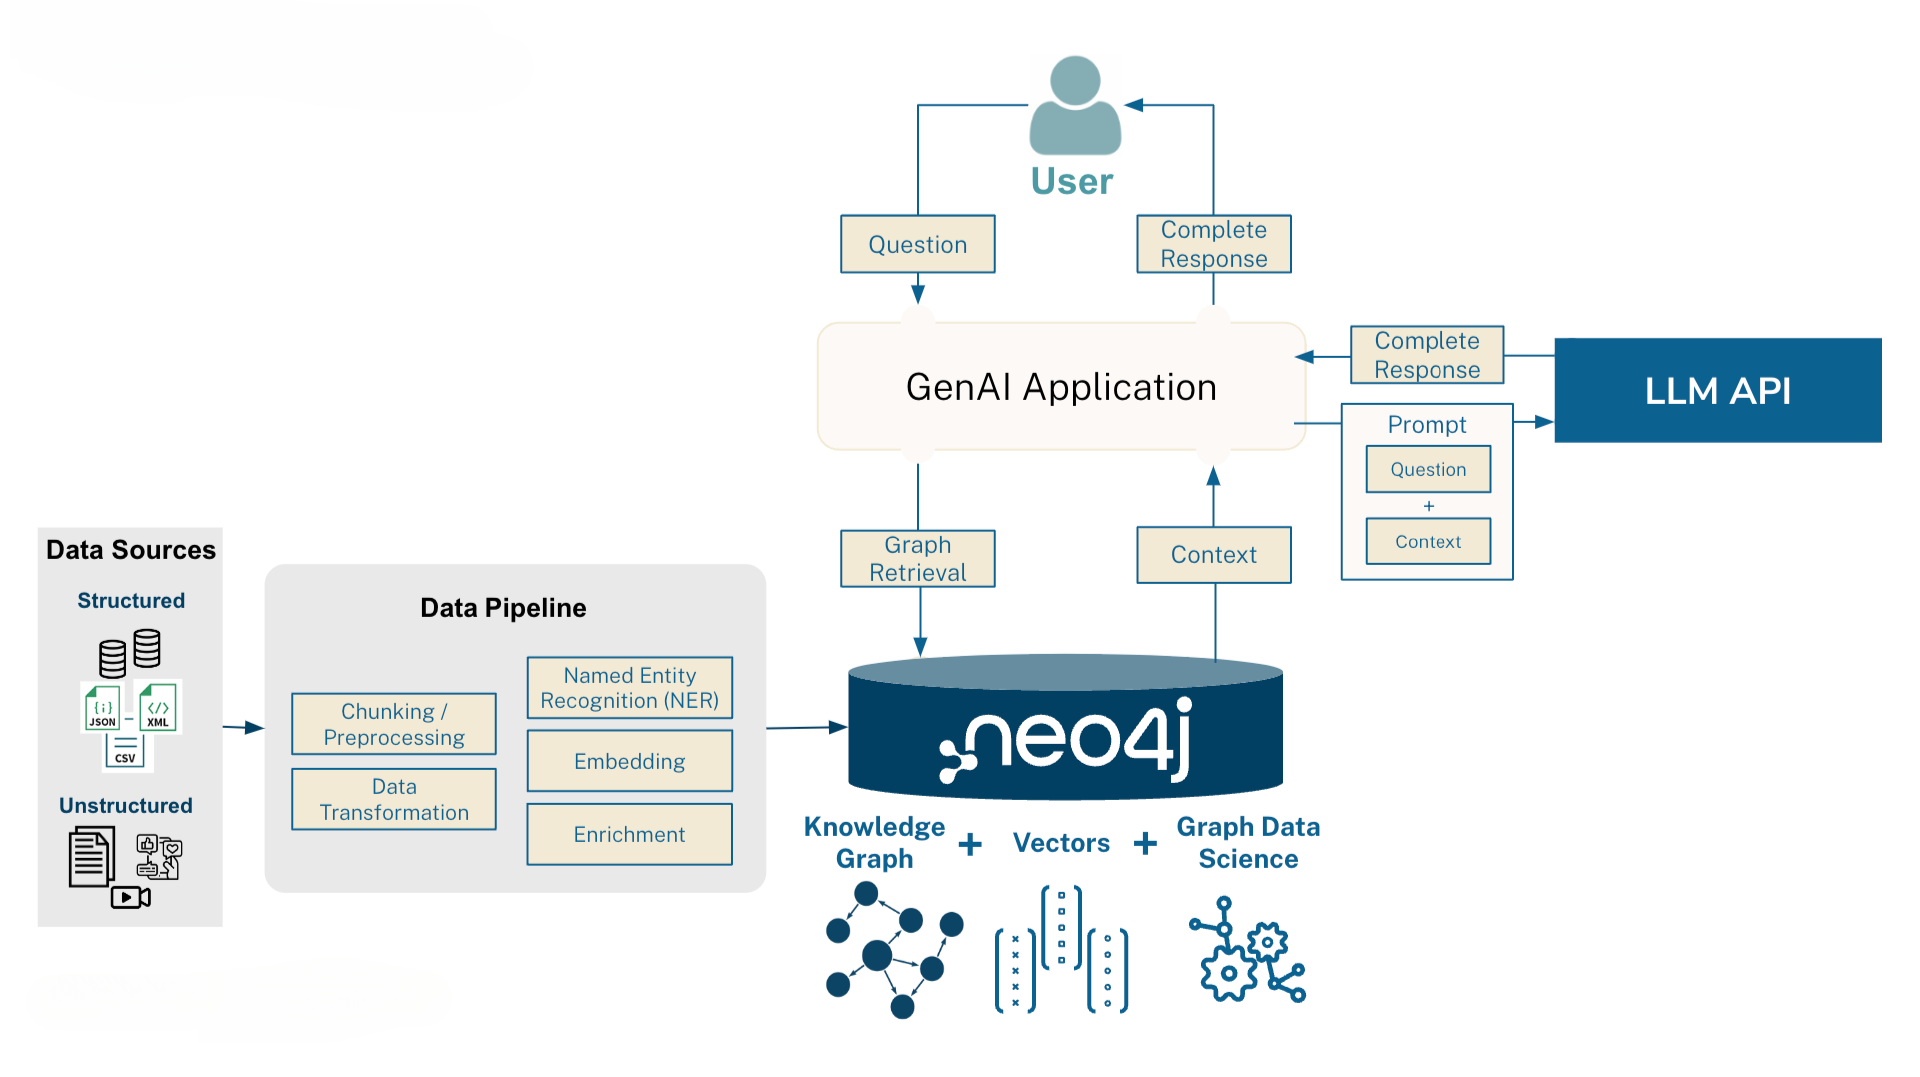 User
Question
Complete
Response
GenAI Application
Complete
Response
LLM API
Prompt
Question
+
Context
Graph
Retrieval
Context
Data Sources
Structured
{i}
JSON
</>
XML
CSV
Unstructured
Data Pipeline
Chunking /
Preprocessing
Data
Transformation
Named Entity
Recognition (NER)
Embedding
Enrichment
neo4j
Knowledge
Graph
+
Vectors
+
Graph Data
Science